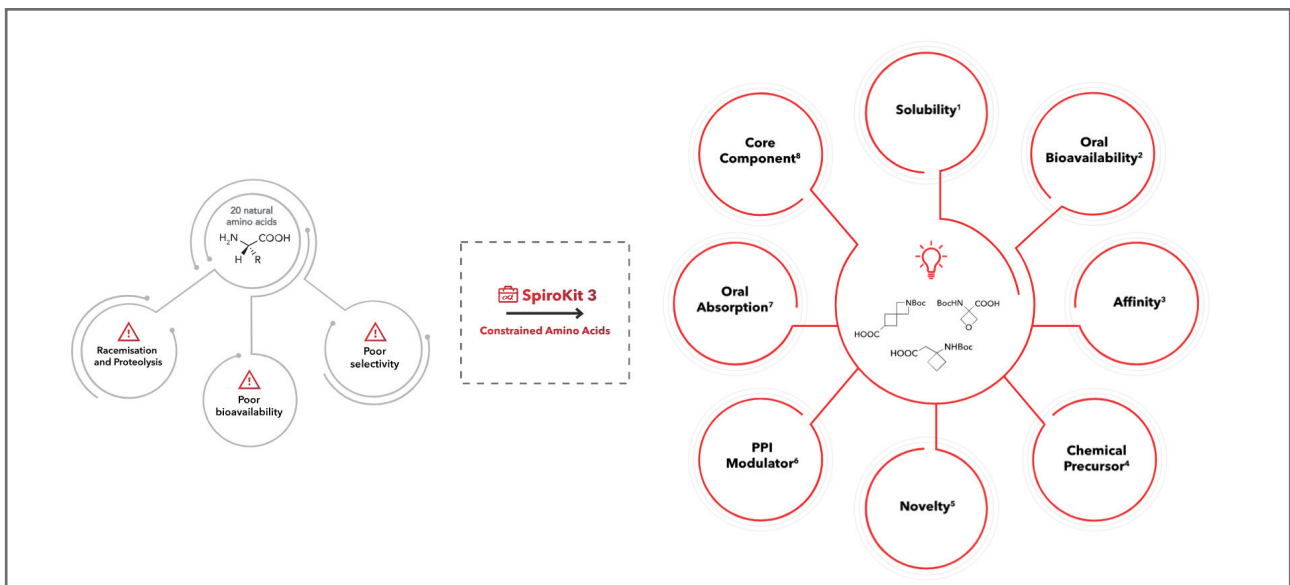 20 natural
amino acids
H₂N
COOH
H
R
Racemisation
and Proteolysis
Poor
bioavailability
Poor
selectivity
αα SpiroKit 3
Constrained Amino Acids
Solubility¹
Oral
Bioavailability²
Affinity³
Chemical
Precursor⁴
Novelty⁵
PPI
Modulator⁶
Oral
Absorption⁷
Core
Component⁸
NBoc
HOOC
BocHN
COOH
O
HOOC
NHBoc